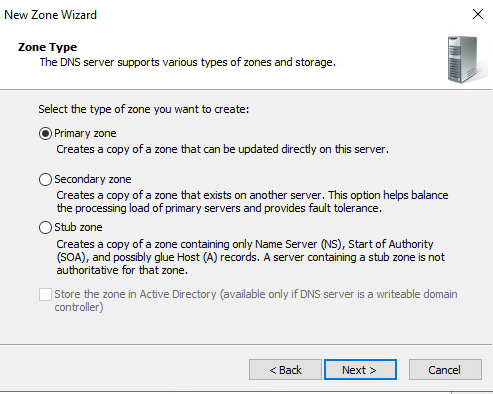 New Zone Wizard
Zone Type
The DNS server supports various types of zones and storage.
Select the type of zone you want to create:
Primary zone
Creates a copy of a zone that can be updated directly on this server.
Secondary zone
Creates a copy of a zone that exists on another server. This option helps balance
the processing load of primary servers and provides fault tolerance.
Stub zone
Creates a copy of a zone containing only Name Server (NS), Start of Authority
(SOA), and possibly glue Host (A) records. A server containing a stub zone is not
authoritative for that zone.
Store the zone in Active Directory (available only if DNS server is a writeable domain
controller)
< Back
Next >
Cancel